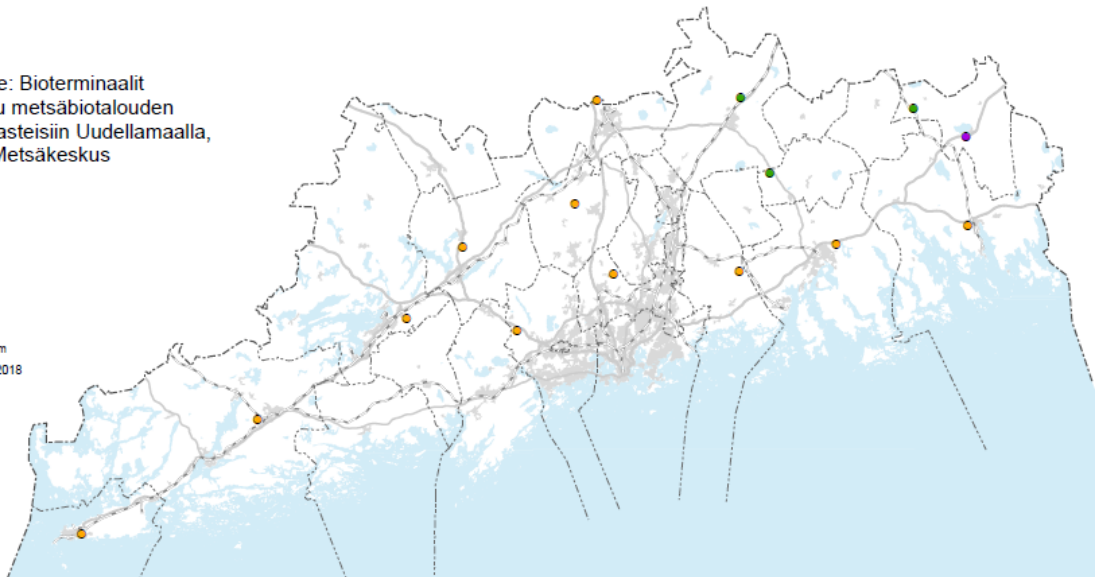 e: Bioterminaalit
u metsäbiotalouden
asteisiin Uudellamaalla,
Metsäkeskus
m
2018